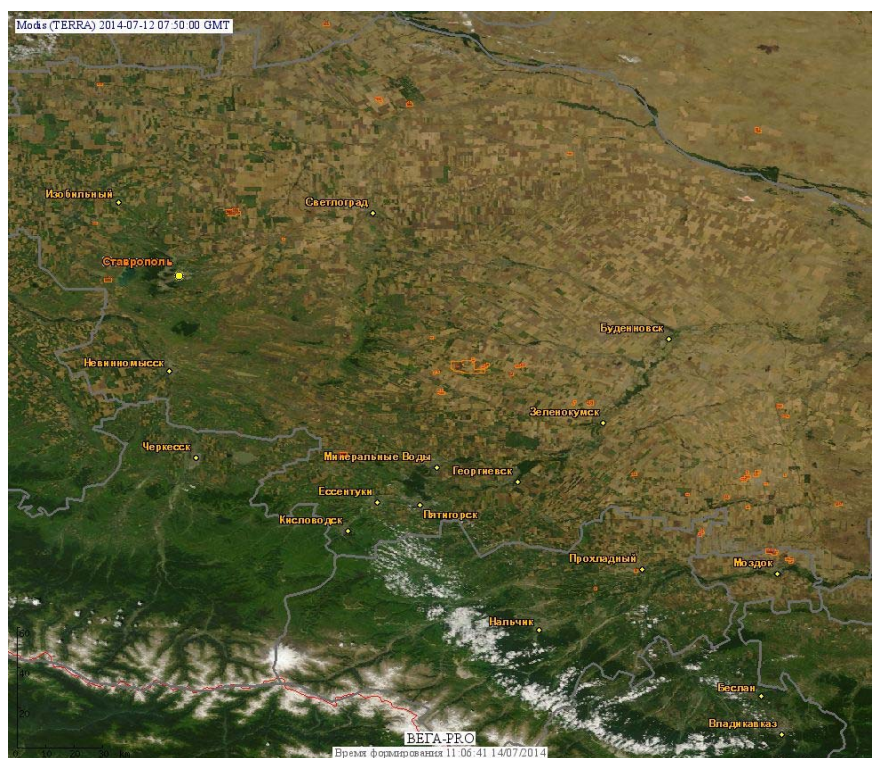 Modis (TERRA) 2014-07-12 07:50:00 GMT
Изобильный
Светлоград
Ставрополь
Буденновск
Невинномысск
Зеленокумск
Черкесск
Минеральные Воды
Георгиевск
Ессентуки
Пятигорск
Кисловодск
Прохладный
Моздок
Нальчик
Беслан
Владикавказ
ВЕГА-PRO
Время формирования 11:06:41 14/07/2014